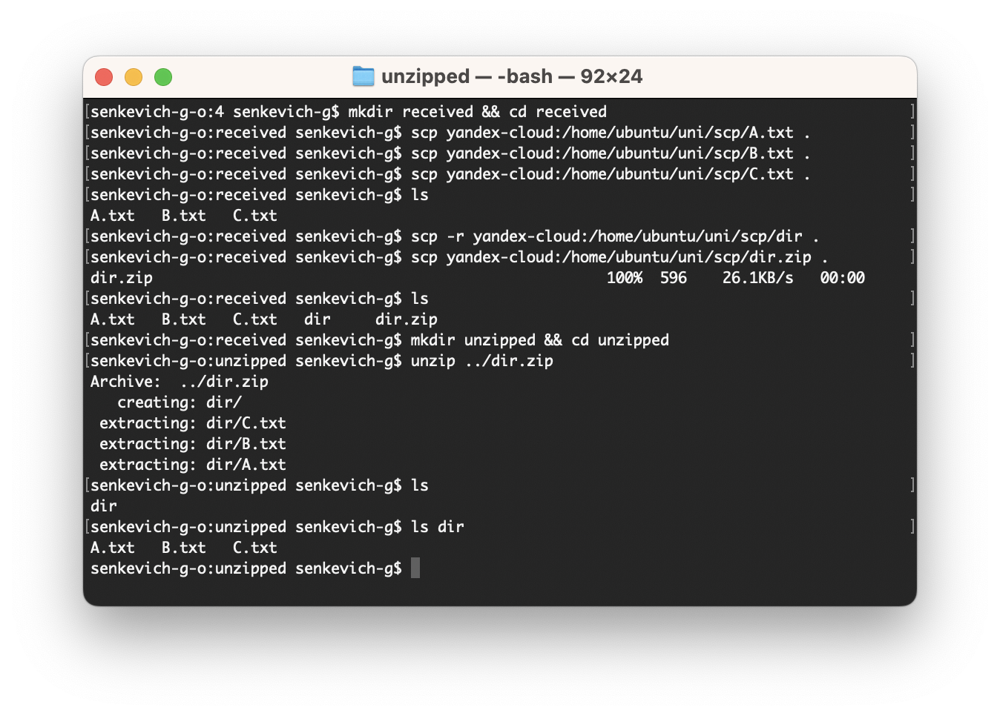 unzipped — -bash — 92×24
[senkevich-g-o:4 senkevich-g$ mkdir received && cd received ]
[senkevich-g-o:received senkevich-g$ scp yandex-cloud:/home/ubuntu/uni/scp/A.txt . ]
[senkevich-g-o:received senkevich-g$ scp yandex-cloud:/home/ubuntu/uni/scp/B.txt . ]
[senkevich-g-o:received senkevich-g$ scp yandex-cloud:/home/ubuntu/uni/scp/C.txt . ]
[senkevich-g-o:received senkevich-g$ ls ]
A.txt   B.txt   C.txt
[senkevich-g-o:received senkevich-g$ scp -r yandex-cloud:/home/ubuntu/uni/scp/dir . ]
[senkevich-g-o:received senkevich-g$ scp yandex-cloud:/home/ubuntu/uni/scp/dir.zip . ]
dir.zip                                                   100%  596    26.1KB/s   00:00
[senkevich-g-o:received senkevich-g$ ls ]
A.txt   B.txt   C.txt   dir     dir.zip
[senkevich-g-o:received senkevich-g$ mkdir unzipped && cd unzipped ]
[senkevich-g-o:unzipped senkevich-g$ unzip ../dir.zip ]
Archive:  ../dir.zip
   creating: dir/
 extracting: dir/C.txt
 extracting: dir/B.txt
 extracting: dir/A.txt
[senkevich-g-o:unzipped senkevich-g$ ls ]
dir
[senkevich-g-o:unzipped senkevich-g$ ls dir ]
A.txt   B.txt   C.txt
senkevich-g-o:unzipped senkevich-g$